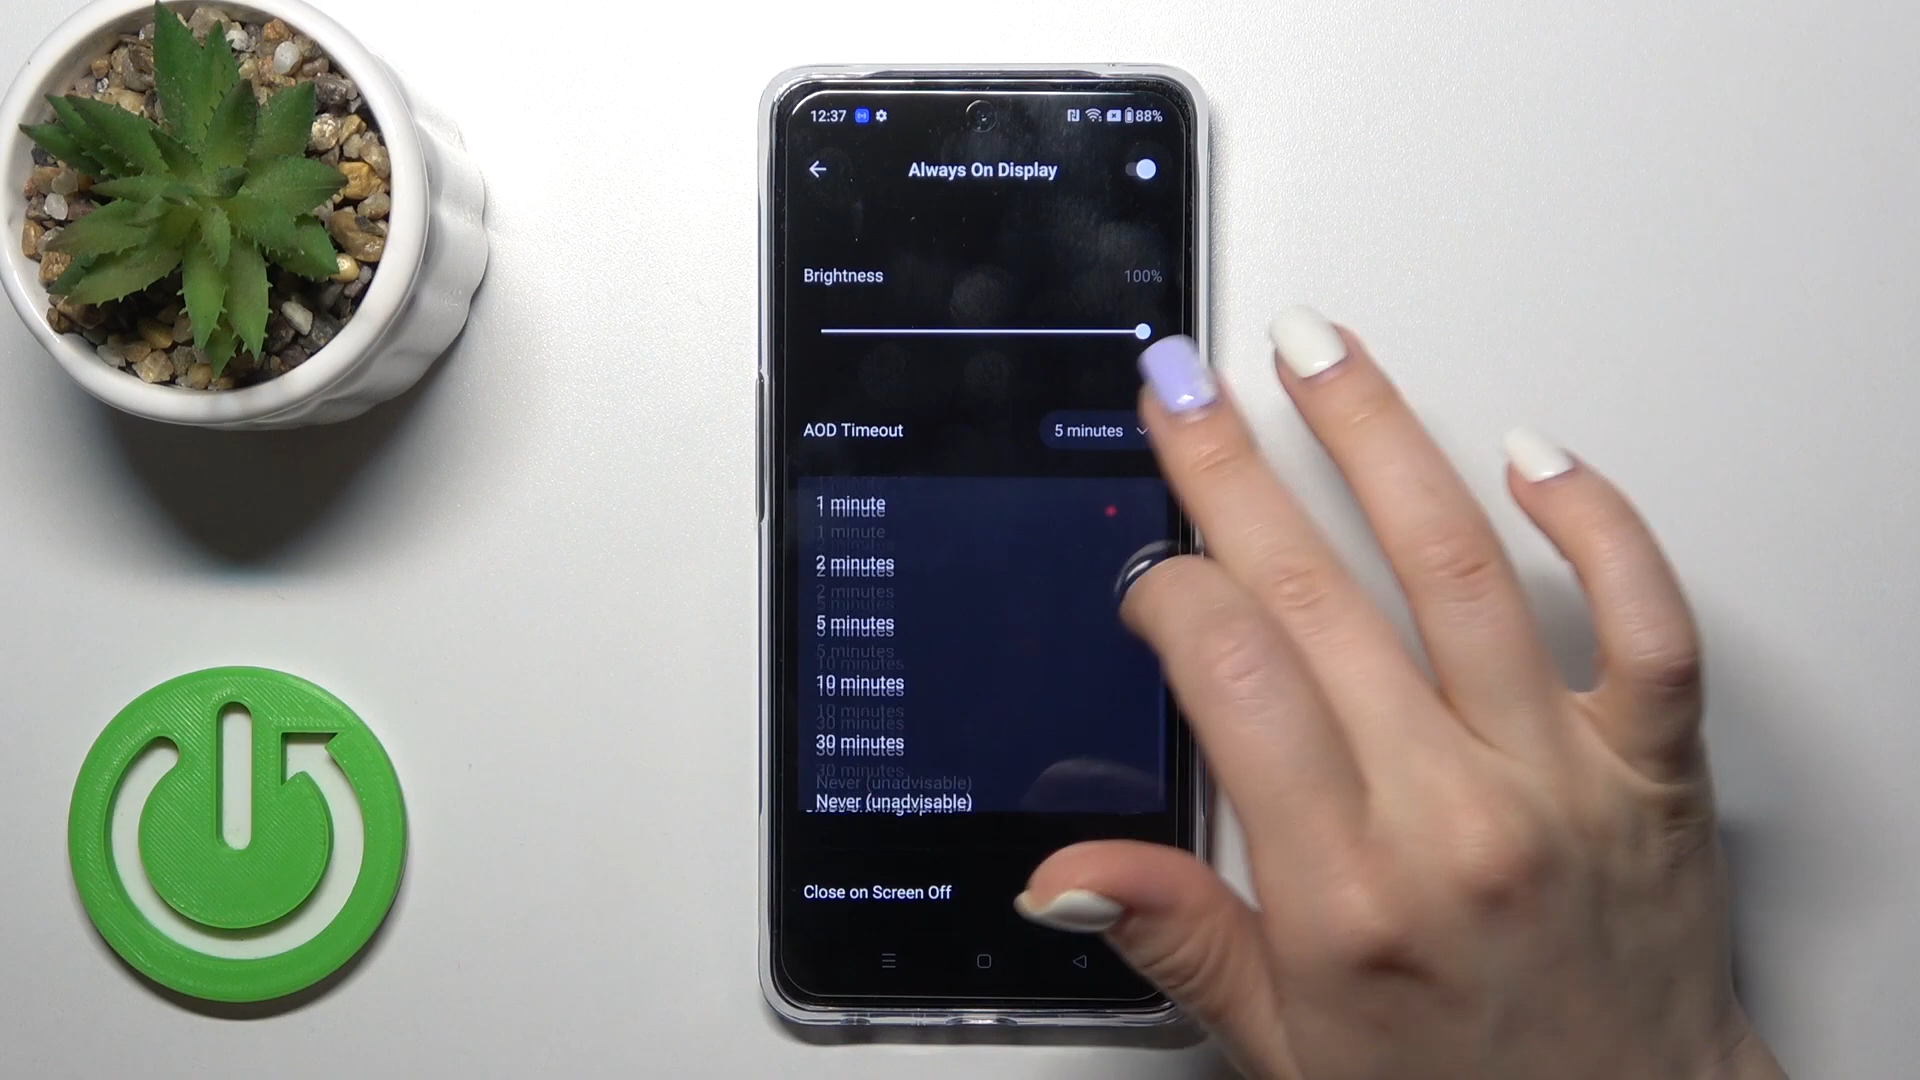 12:37 88%
Always On Display
Brightness 100%
AOD Timeout 5 minutes
1 minute
2 minutes
5 minutes
10 minutes
30 minutes
Never (unadvisable)
Close on Screen Off